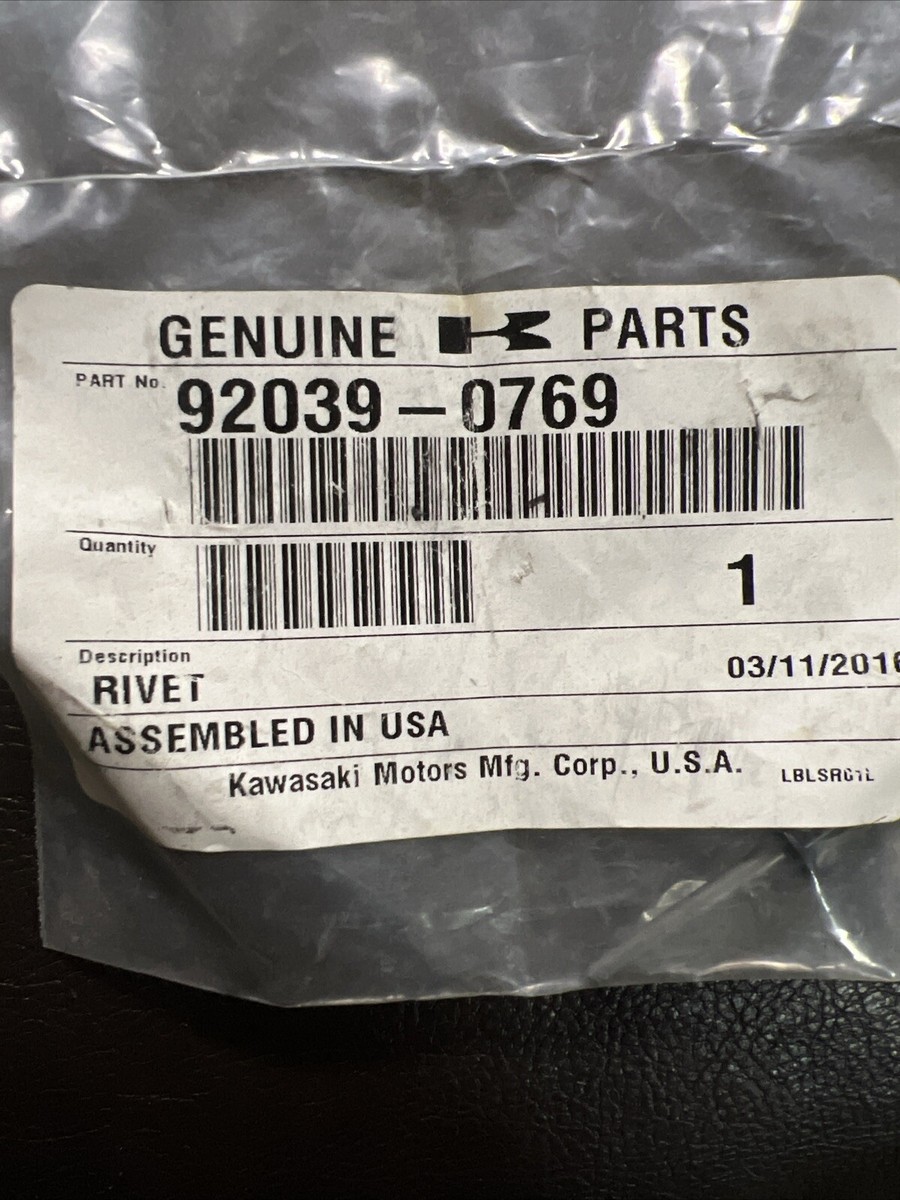 GENUINE K PARTS
PART No.
92039-0769
Quantity
1
Description
RIVET
03/11/2016
ASSEMBLED IN USA
Kawasaki Motors Mfg. Corp., U.S.A.